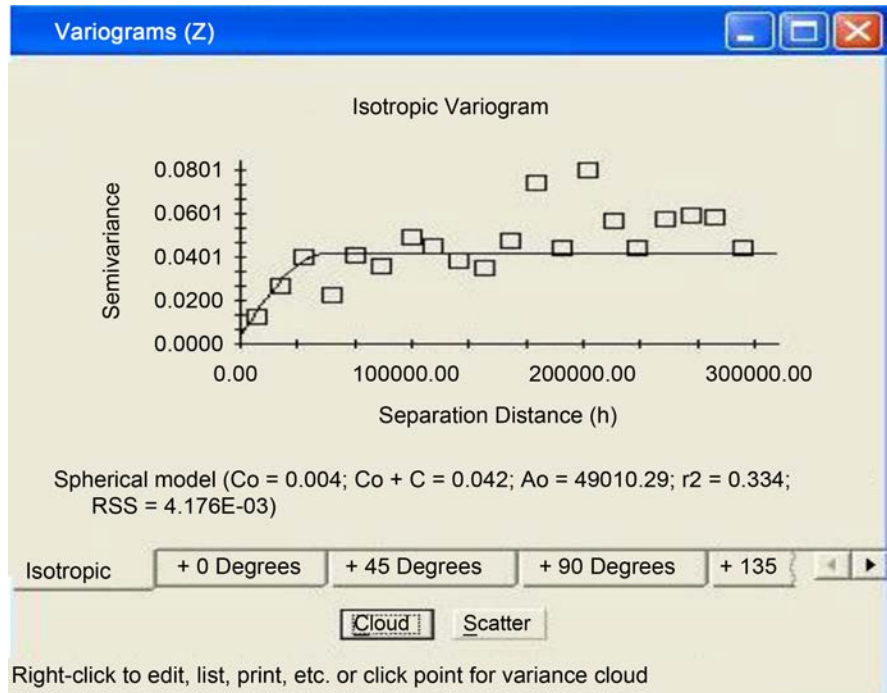 Variograms (Z)
Isotropic Variogram
Semivariance
0.0801
0.0601
0.0401
0.0200
0.0000
0.00 100000.00 200000.00 300000.00
Separation Distance (h)
Spherical model (Co = 0.004; Co + C = 0.042; Ao = 49010.29; r2 = 0.334;
RSS = 4.176E-03)
Isotropic + 0 Degrees + 45 Degrees + 90 Degrees + 135
Cloud Scatter
Right-click to edit, list, print, etc. or click point for variance cloud